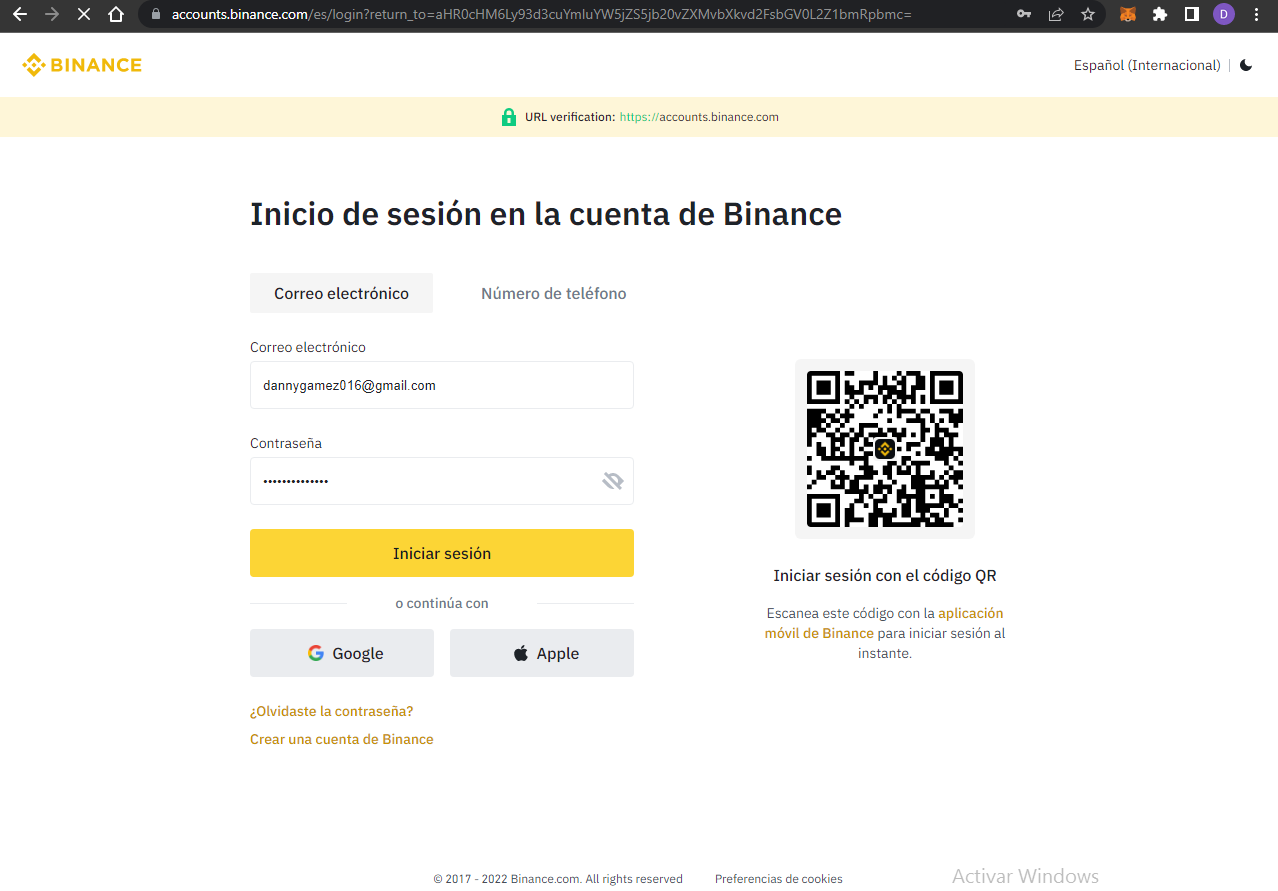 accounts.binance.com/es/login?return_to=aHR0cHM6Ly93d3cuYmluYW5jZS5jb20vZXMvbXkvd2FsbGV0L2Z1bmRpbmc=
D
BINANCE
Español (Internacional)
URL verification: https://accounts.binance.com
Inicio de sesión en la cuenta de Binance
Correo electrónico
Número de teléfono
Correo electrónico
dannygamez016@gmail.com
Contraseña
••••••••••••••
Iniciar sesión
o continúa con
Google
Apple
¿Olvidaste la contraseña?
Crear una cuenta de Binance
Iniciar sesión con el código QR
Escanea este código con la aplicación
móvil de Binance para iniciar sesión al
instante.
© 2017 - 2022 Binance.com. All rights reserved
Preferencias de cookies
Activar Windows